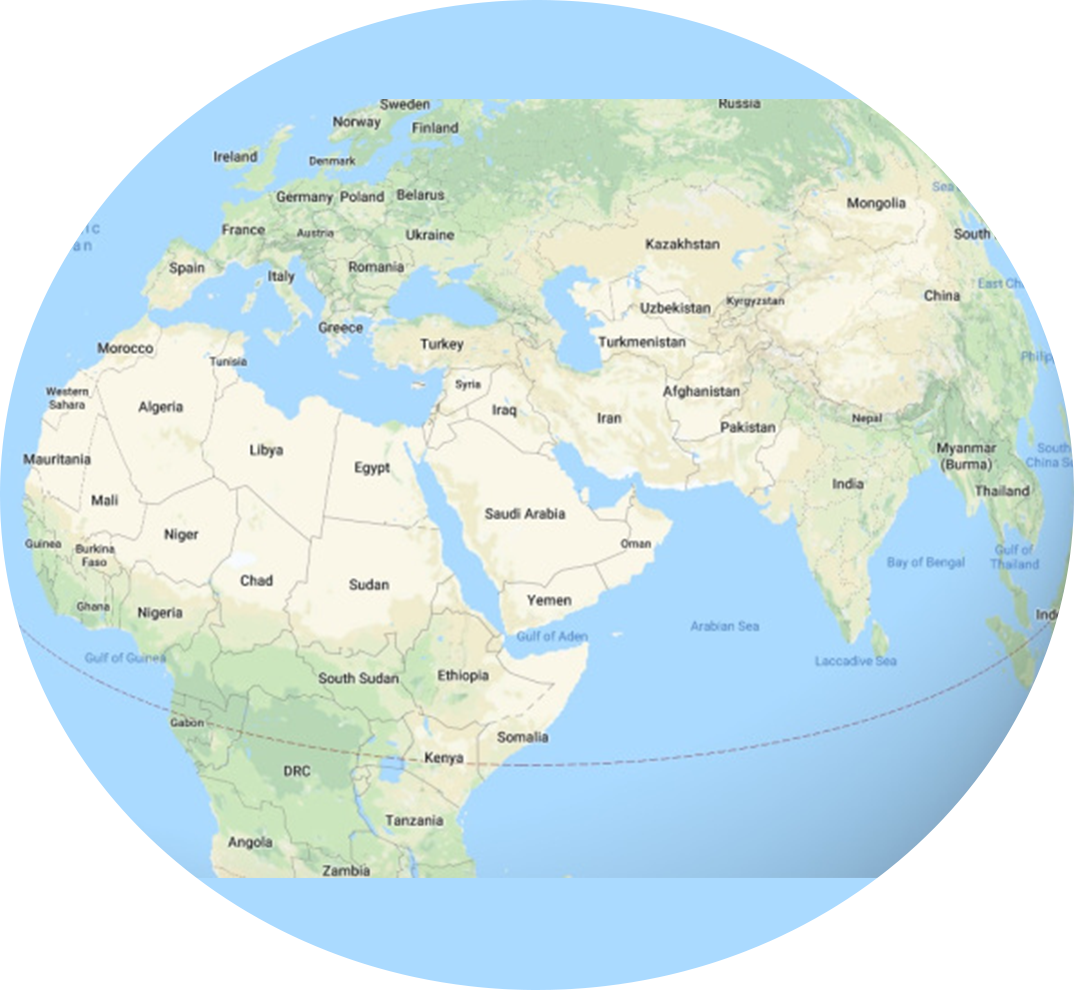 Sweden
Russia
Norway
Finland
Ireland
Denmark
Germany
Poland
Belarus
Sea
Mongolia
France
Austria
Ukraine
South
Kazakhstan
Spain
Italy
Romania
East Ch
China
Kyrgyzstan
Uzbekistan
Greece
Turkey
Turkmenistan
Morocco
Tunisia
Philip
Syria
Afghanistan
Western
Sahara
Algeria
Iraq
Iran
Nepal
Pakistan
Libya
Myanmar
(Burma)
South
China S
Mauritania
Egypt
India
Thailand
Mali
Saudi Arabia
Niger
Guinea
Burkina
Faso
Oman
Gulf of
Thailand
Bay of Bengal
Chad
Sudan
Ghana
Nigeria
Yemen
Ind
Arabian Sea
Gulf of Aden
Gulf of Guinea
Laccadive Sea
South Sudan
Ethiopia
Gabon
Somalia
Kenya
DRC
Tanzania
Angola
Zambia